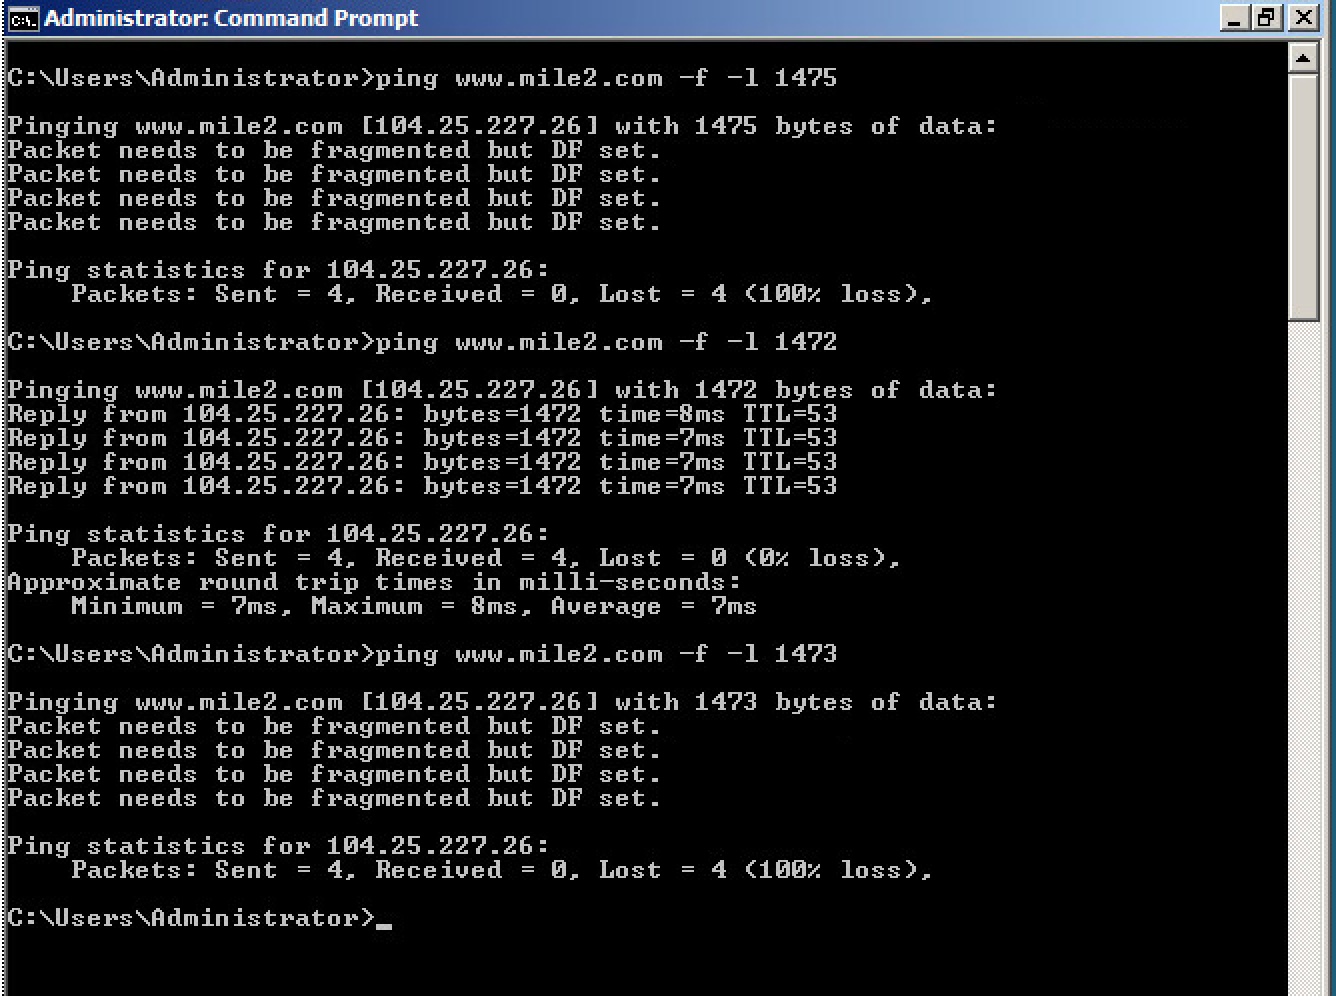 Administrator: Command Prompt
C:\Users\Administrator>ping www.mile2.com -f -l 1475
Pinging www.mile2.com [104.25.227.26] with 1475 bytes of data:
Packet needs to be fragmented but DF set.
Packet needs to be fragmented but DF set.
Packet needs to be fragmented but DF set.
Packet needs to be fragmented but DF set.
Ping statistics for 104.25.227.26:
Packets: Sent = 4, Received = 0, Lost = 4 (100% loss),
C:\Users\Administrator>ping www.mile2.com -f -l 1472
Pinging www.mile2.com [104.25.227.26] with 1472 bytes of data:
Reply from 104.25.227.26: bytes=1472 time=8ms TTL=53
Reply from 104.25.227.26: bytes=1472 time=7ms TTL=53
Reply from 104.25.227.26: bytes=1472 time=7ms TTL=53
Reply from 104.25.227.26: bytes=1472 time=7ms TTL=53
Ping statistics for 104.25.227.26:
Packets: Sent = 4, Received = 4, Lost = 0 (0% loss),
Approximate round trip times in milli-seconds:
Minimum = 7ms, Maximum = 8ms, Average = 7ms
C:\Users\Administrator>ping www.mile2.com -f -l 1473
Pinging www.mile2.com [104.25.227.26] with 1473 bytes of data:
Packet needs to be fragmented but DF set.
Packet needs to be fragmented but DF set.
Packet needs to be fragmented but DF set.
Packet needs to be fragmented but DF set.
Ping statistics for 104.25.227.26:
Packets: Sent = 4, Received = 0, Lost = 4 (100% loss),
C:\Users\Administrator>_